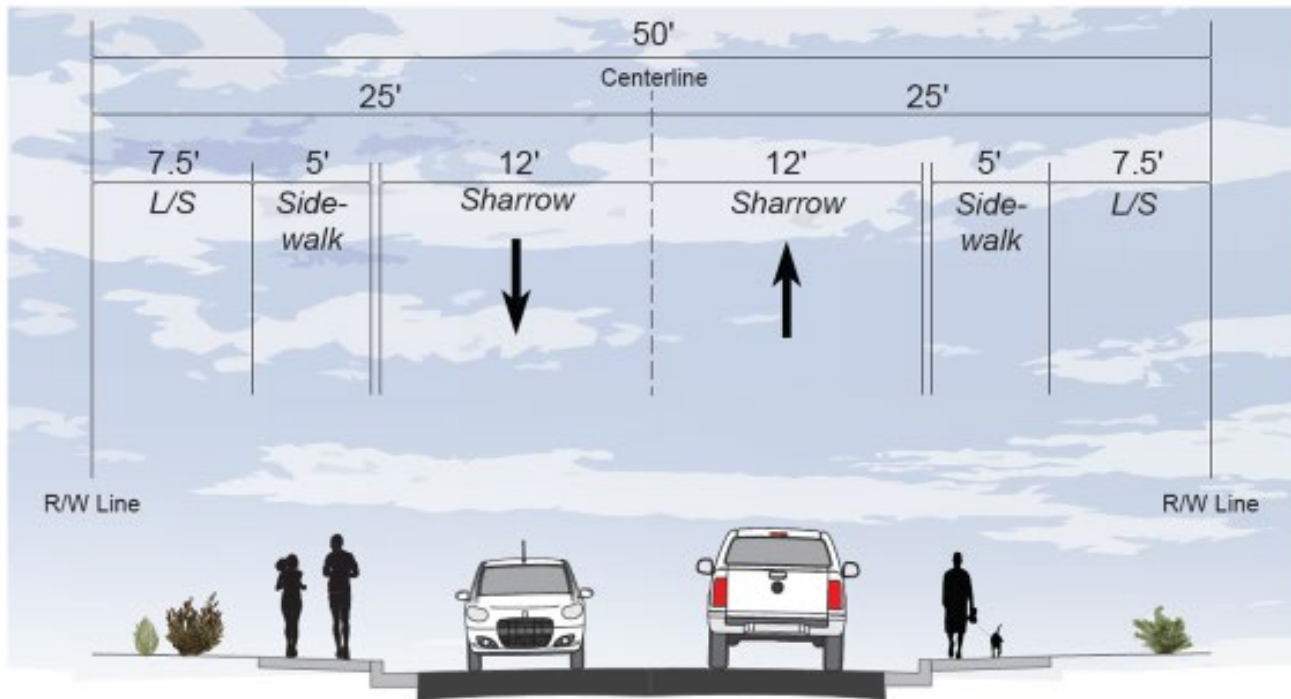 50'
Centerline
25' 25'
7.5' 5' 12' 12' 5' 7.5'
L/S Side- Sharrow Sharrow Side- L/S
walk walk
R/W Line R/W Line